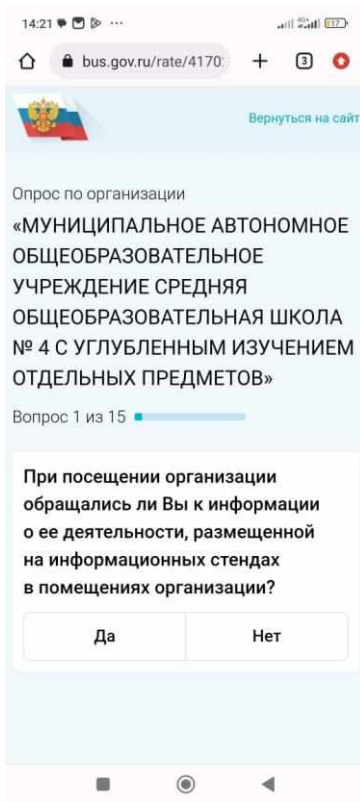 14:21
17
bus.gov.ru/rate/4170
3
Вернуться на сайт
Опрос по организации
«МУНИЦИПАЛЬНОЕ АВТОНОМНОЕ
ОБЩЕОБРАЗОВАТЕЛЬНОЕ
УЧРЕЖДЕНИЕ СРЕДНЯЯ
ОБЩЕОБРАЗОВАТЕЛЬНАЯ ШКОЛА
№ 4 С УГЛУБЛЕННЫМ ИЗУЧЕНИЕМ
ОТДЕЛЬНЫХ ПРЕДМЕТОВ»
Вопрос 1 из 15
При посещении организации
обращались ли Вы к информации
о ее деятельности, размещенной
на информационных стендах
в помещениях организации?
Да Нет